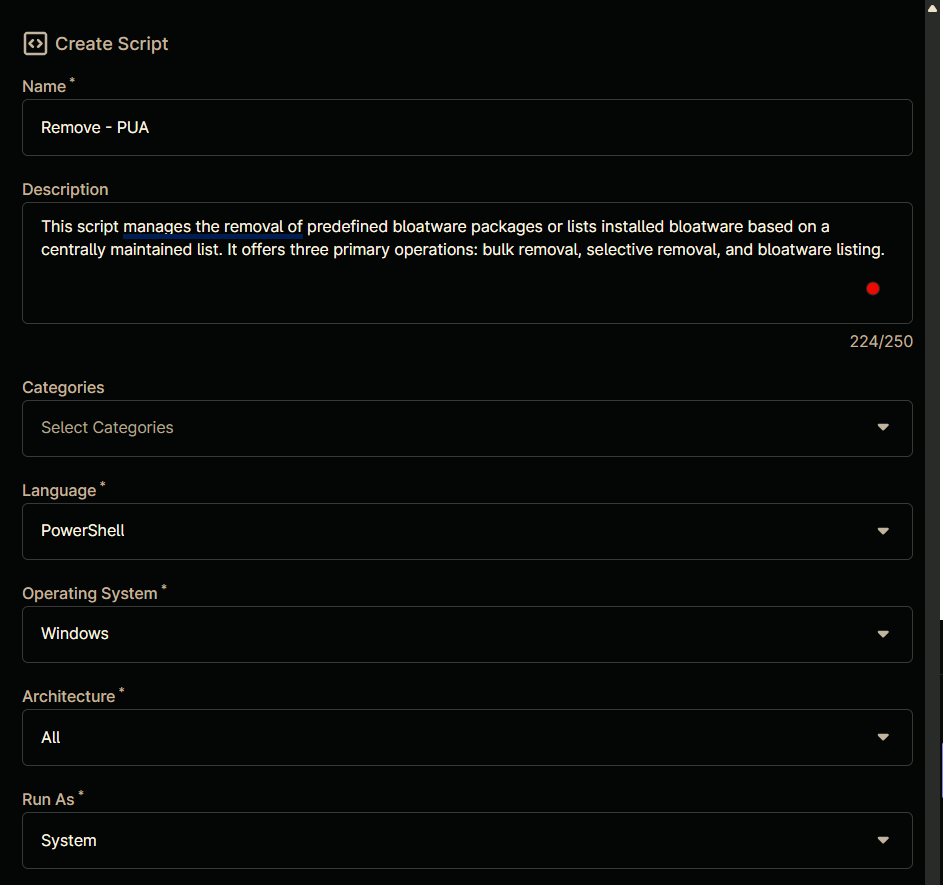 Create Script
Name *
Remove - PUA
Description
This script manages the removal of predefined bloatware packages or lists installed bloatware based on a
centrally maintained list. It offers three primary operations: bulk removal, selective removal, and bloatware listing.
224/250
Categories
Select Categories
Language *
PowerShell
Operating System *
Windows
Architecture *
All
Run As *
System